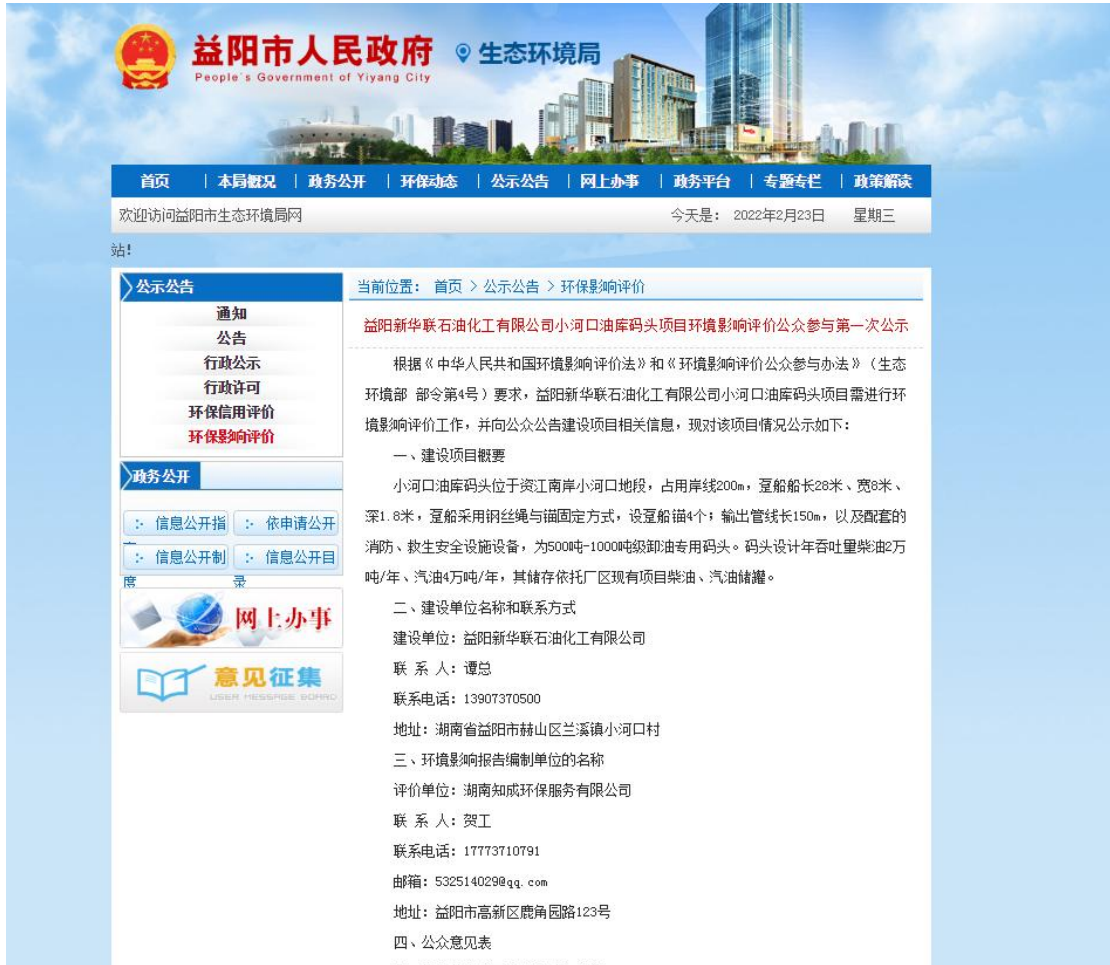 益阳市人民政府 生态环境局
People's Government of Yiyang City
首页 本局概况 政务公开 环保动态 公示公告 网上办事 政务平台 专题专栏 政策解读
欢迎访问益阳市生态环境局网 今天是： 2022年2月23日 星期三
站！
公示公告
通知
公告
行政公示
行政许可
环保信用评价
环保影响评价
政务公开
信息公开指 依申请公开
信息公开制 信息公开目
度 录
网上办事
意见征集
USER MESSAGE BOARD
当前位置： 首页 > 公示公告 > 环保影响评价
益阳新华联石油化工有限公司小河口油库码头项目环境影响评价公众参与第一次公示
根据《中华人民共和国环境影响评价法》和《环境影响评价公众参与办法》（生态
环境部 部令第4号）要求，益阳新华联石油化工有限公司小河口油库码头项目需进行环
境影响评价工作，并向公众公告建设项目相关信息，现对该项目情况公示如下：
一、建设项目概要
小河口油库码头位于资江南岸小河口地段，占用岸线200m，趸船船长28米、宽8米、
深1.8米，趸船采用钢丝绳与锚固定方式，设趸船锚4个；输出管线长150m，以及配套的
消防、救生安全设施设备，为500吨-1000吨级卸油专用码头。码头设计年吞吐量柴油2万
吨/年、汽油4万吨/年，其储存依托厂区现有项目柴油、汽油储罐。
二、建设单位名称和联系方式
建设单位：益阳新华联石油化工有限公司
联 系 人：谭总
联系电话：13907370500
地址：湖南省益阳市赫山区兰溪镇小河口村
三、环境影响报告编制单位的名称
评价单位：湖南知成环保服务有限公司
联 系 人：贺工
联系电话：17773710791
邮箱：532514029@qq.com
地址：益阳市高新区鹿角园路123号
四、公众意见表